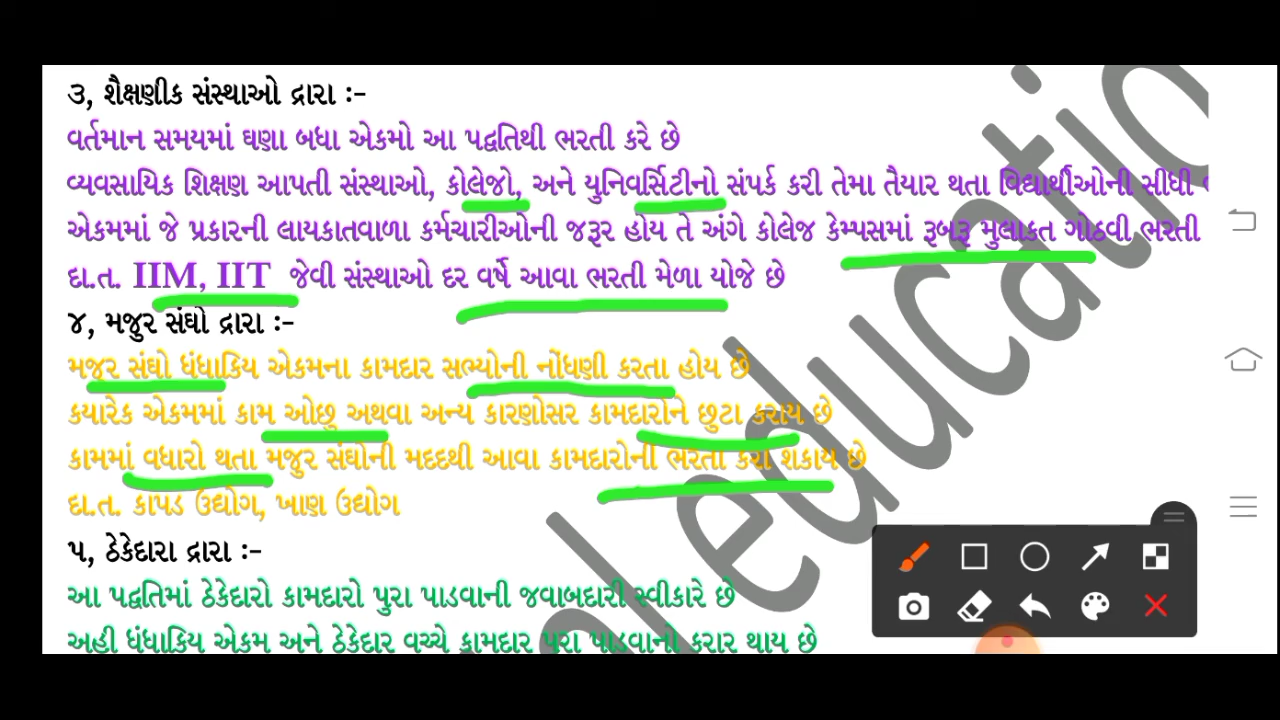 ૩, શૈક્ષણીક સંસ્થાઓ દ્રારા :-
વર્તમાન સમયમાં ઘણા બધા એકમો આ પદ્વતિથી ભરતી કરે છે
વ્યવસાયિક શિક્ષણ આપતી સંસ્થાઓ, કોલેજો, અને યુનિવર્સિટીનો સંપર્ક કરી તેમા તૈયાર થતા વિદ્યાર્થીઓની સીધી
એકમમાં જે પ્રકારની લાયકાતવાળા કર્મચારીઓની જરૂર હોય તે અંગે કોલેજ કેમ્પસમાં રૂબરૂ મુલાકત ગોઠવી ભરતી
દા.ત. IIM, IIT જેવી સંસ્થાઓ દર વર્ષે આવા ભરતી મેળા યોજે છે
૪, મજુર સંઘો દ્રારા :-
મજૂર સંઘો ધંધાકિય એકમના કામદાર સભ્યોની નોંધણી કરતા હોય છે
કયારેક એકમમાં કામ ઓછુ અથવા અન્ય કારણોસર કામદારોને છુટા કરાય છે
કામમાં વધારો થતા મજુર સંઘોની મદદથી આવા કામદારોની ભરતી કરી શકાય છે
દા.ત. કાપડ ઉદ્યોગ, ખાણ ઉદ્યોગ
૫, ઠેકેદારા દ્રારા :-
આ પદ્વતિમાં ઠેકેદારો કામદારો પુરા પાડવાની જવાબદારી સ્વીકારે છે
અહી ધંધાકિય એકમ અને ઠેકેદાર વચ્ચે કામદાર પુરા પાડવાનો કરાર થાય છે